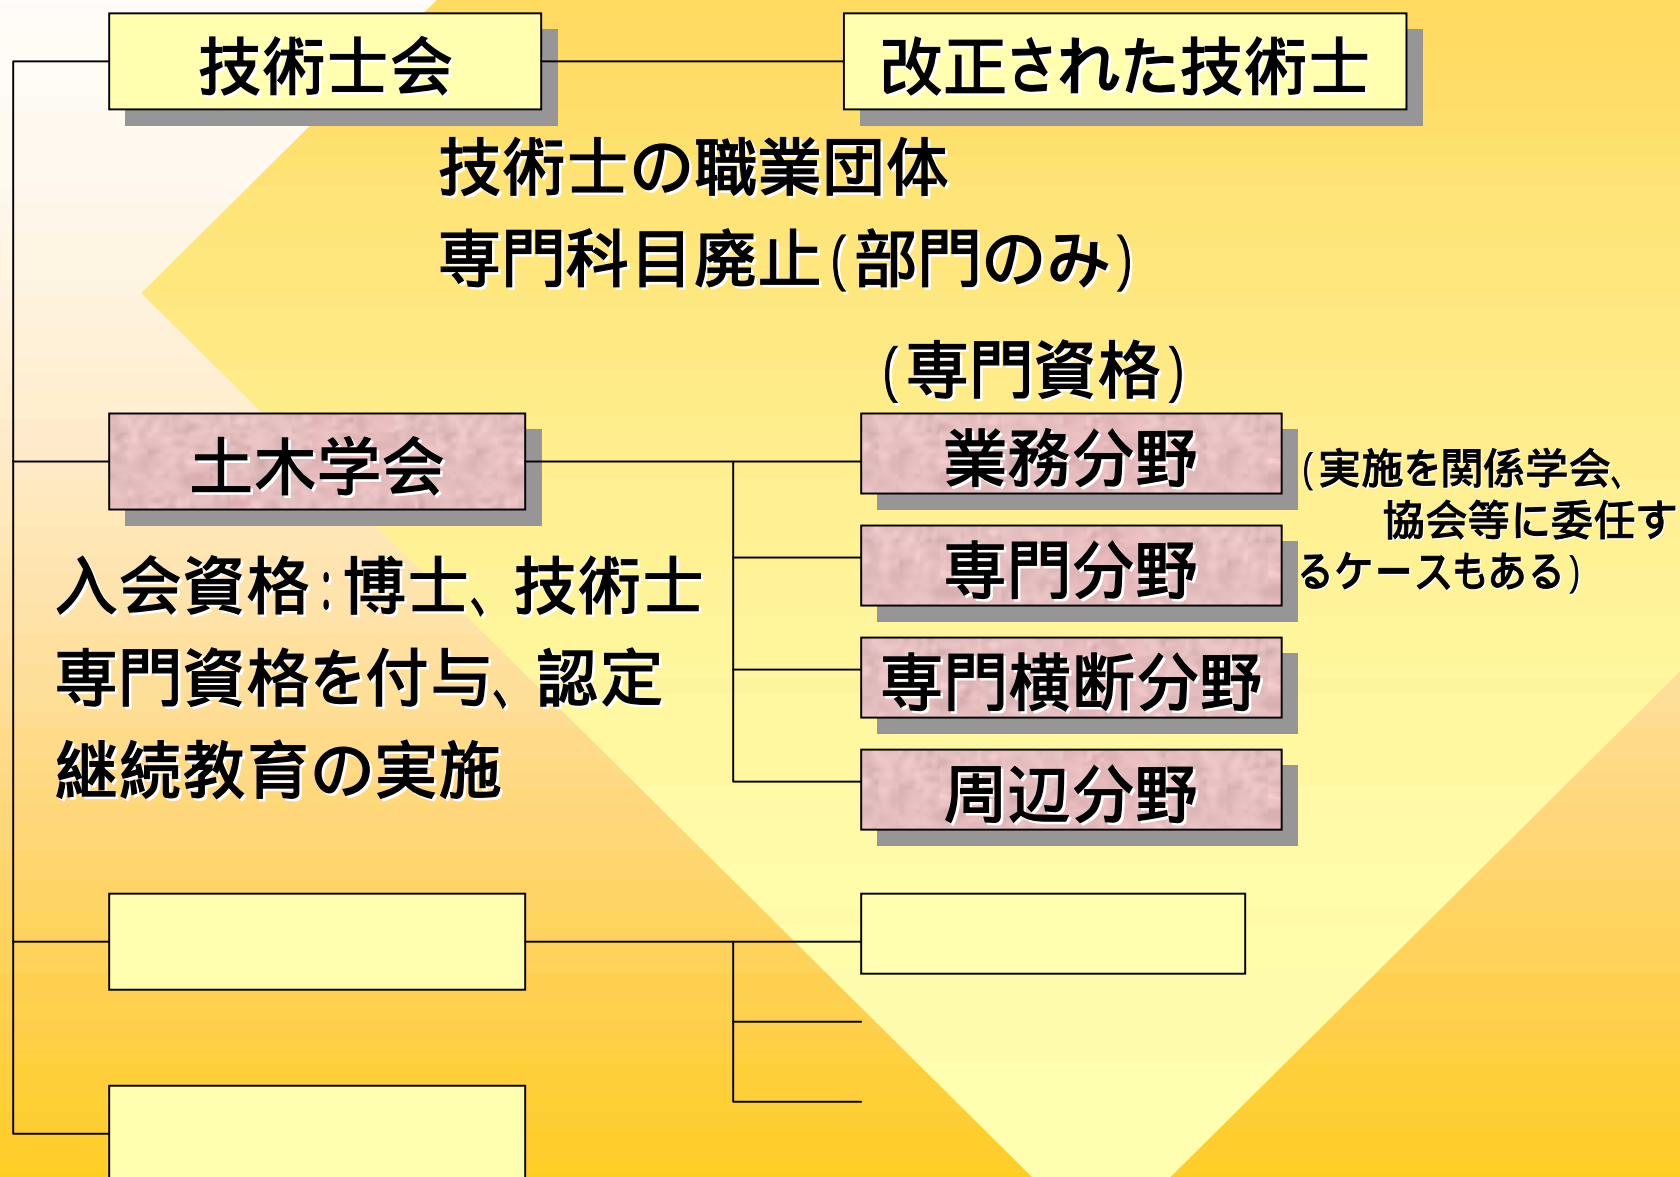 技術士会
改正された技術士
技術士の職業団体
専門科目廃止(部門のみ)
(専門資格)
土木学会
入会資格:博士、技術士
専門資格を付与、認定
継続教育の実施
業務分野
専門分野
専門横断分野
周辺分野
(実施を関係学会、
協会等に委任す
るケースもある)